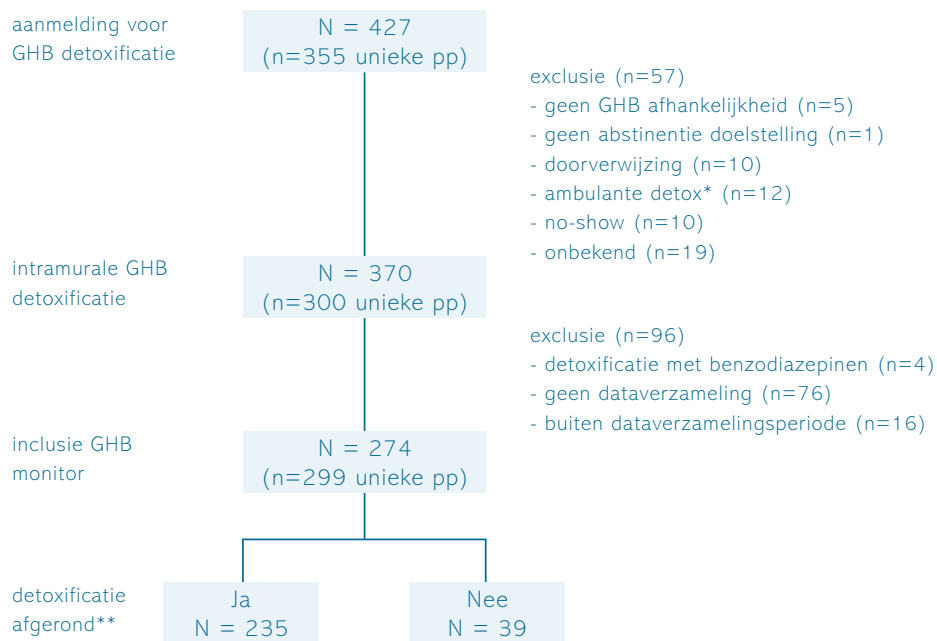 aanmelding voor
GHB detoxificatie
N = 427
(n=355 unieke pp)
exclusie (n=57)
- geen GHB afhankelijkheid (n=5)
- geen abstinentie doelstelling (n=1)
- doorverwijzing (n=10)
- ambulante detox* (n=12)
- no-show (n=10)
- onbekend (n=19)
intramurale GHB
detoxificatie
N = 370
(n=300 unieke pp)
exclusie (n=96)
- detoxificatie met benzodiazepinen (n=4)
- geen dataverzameling (n=76)
- buiten dataverzamelingsperiode (n=16)
inclusie GHB
monitor
N = 274
(n=299 unieke pp)
detoxificatie
afgerond**
Ja
N = 235
Nee
N = 39